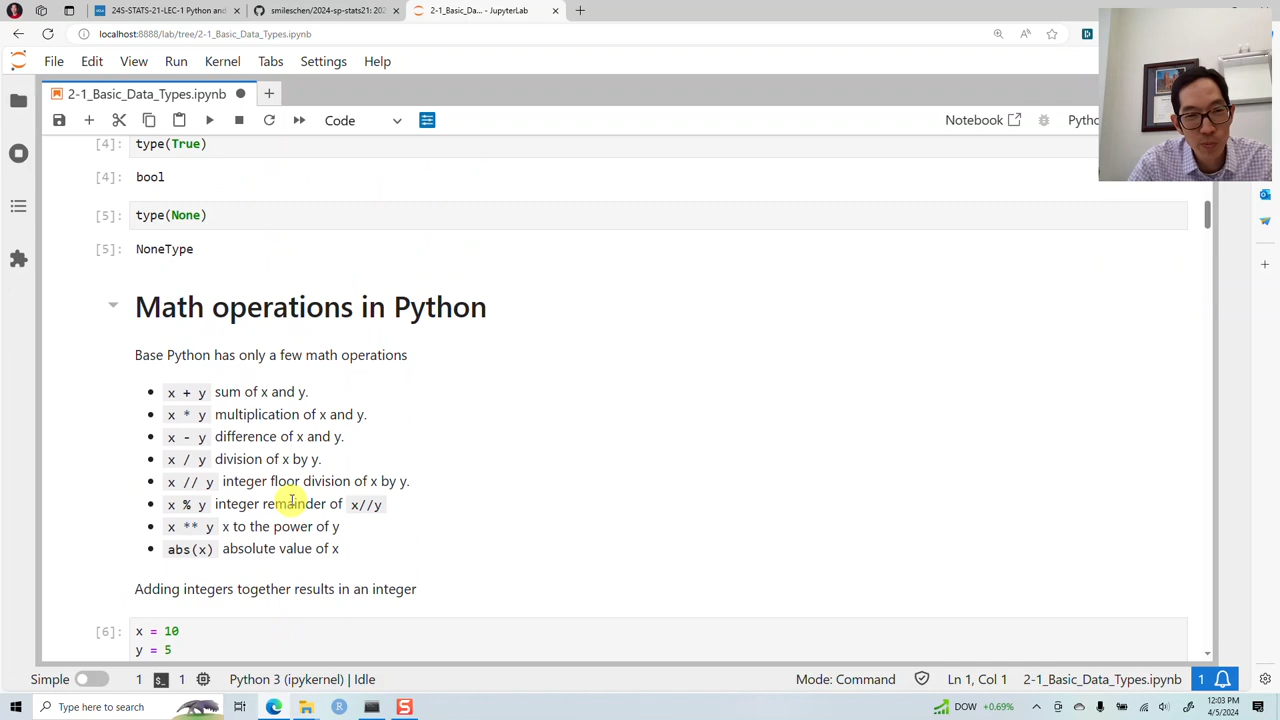 24S-STATS-21-LEC-1 Python and
smileschen/2024-sp-stats21: 202
2-1_Basic_Da... - JupyterLab
localhost:8888/lab/tree/2-1_Basic_Data_Types.ipynb
File Edit View Run Kernel Tabs Settings Help
2-1_Basic_Data_Types.ipynb
Code
Notebook
Pytho
[4]: type(True)
[4]: bool
[5]: type(None)
[5]: NoneType
Math operations in Python
Base Python has only a few math operations
• x + y sum of x and y.
• x * y multiplication of x and y.
• x - y difference of x and y.
• x / y division of x by y.
• x // y integer floor division of x by y.
• x % y integer remainder of x//y
• x ** y x to the power of y
• abs(x) absolute value of x
Adding integers together results in an integer
[6]: x = 10
y = 5
Simple 1 $_ 1 Python 3 (ipykernel) | Idle Mode: Command Ln 1, Col 1 2-1_Basic_Data_Types.ipynb 1
Type here to search
DOW +0.69%
12:03 PM
4/5/2024